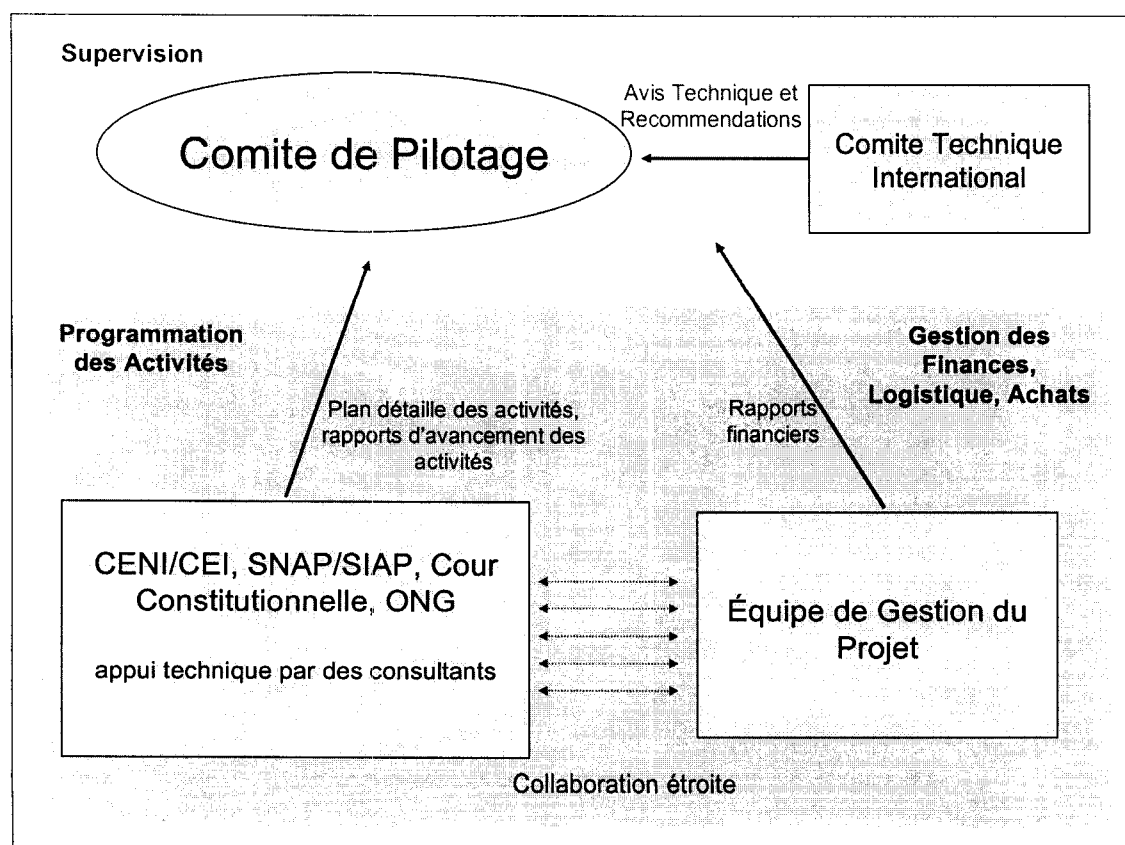 Supervision
Avis Technique et
Recommendations
Comite de Pilotage
Comite Technique
International
Programmation
des Activités
Gestion des
Finances,
Logistique, Achats
Plan détaille des activités,
rapports d'avancement des
activités
Rapports
financiers
CENI/CEI, SNAP/SIAP, Cour
Constitutionnelle, ONG
appui technique par des consultants
Équipe de Gestion du
Projet
Collaboration étroite